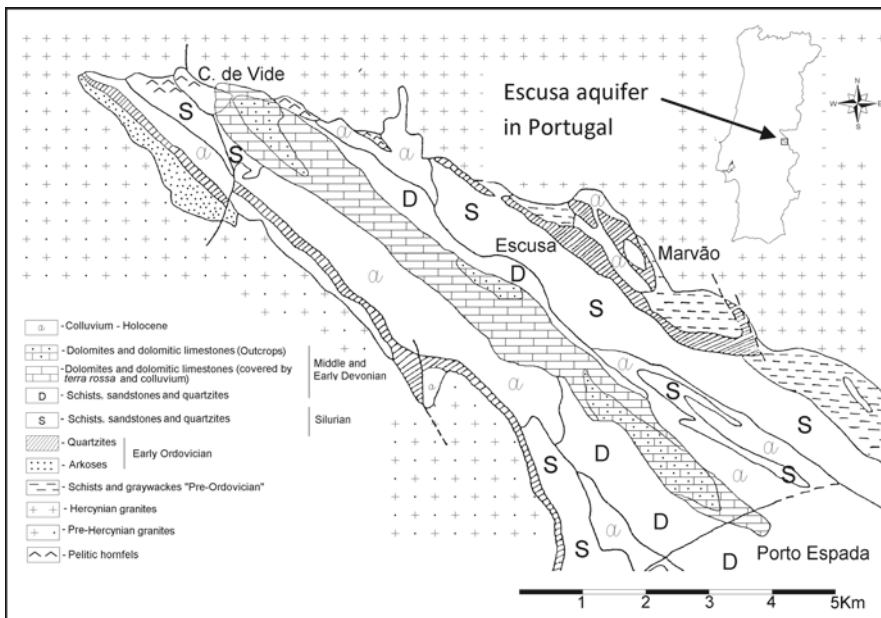 C. de Vide
Escusa aquifer
in Portugal
N
W E
S
S
a
a
S
D
a
S
a
Escusa
a
Marvão
D
a
S
a - Colluvium - Holocene
Dolomites and dolomitic limestones (Outcrops)
Dolomites and dolomitic limestones (covered by
terra rossa and colluvium)
Middle and
Early Devonian
D - Schists. sandstones and quartzites
S - Schists. sandstones and quartzites
Silurian
- Quartzites
- Arkoses
Early Ordovician
- Schists and graywackes "Pre-Ordovician"
- Hercynian granites
- Pre-Hercynian granites
- Pelitic hornfels
a
a
a
S
a
S
D
a
S
a
D
S
D
Porto Espada
1 2 3 4 5Km